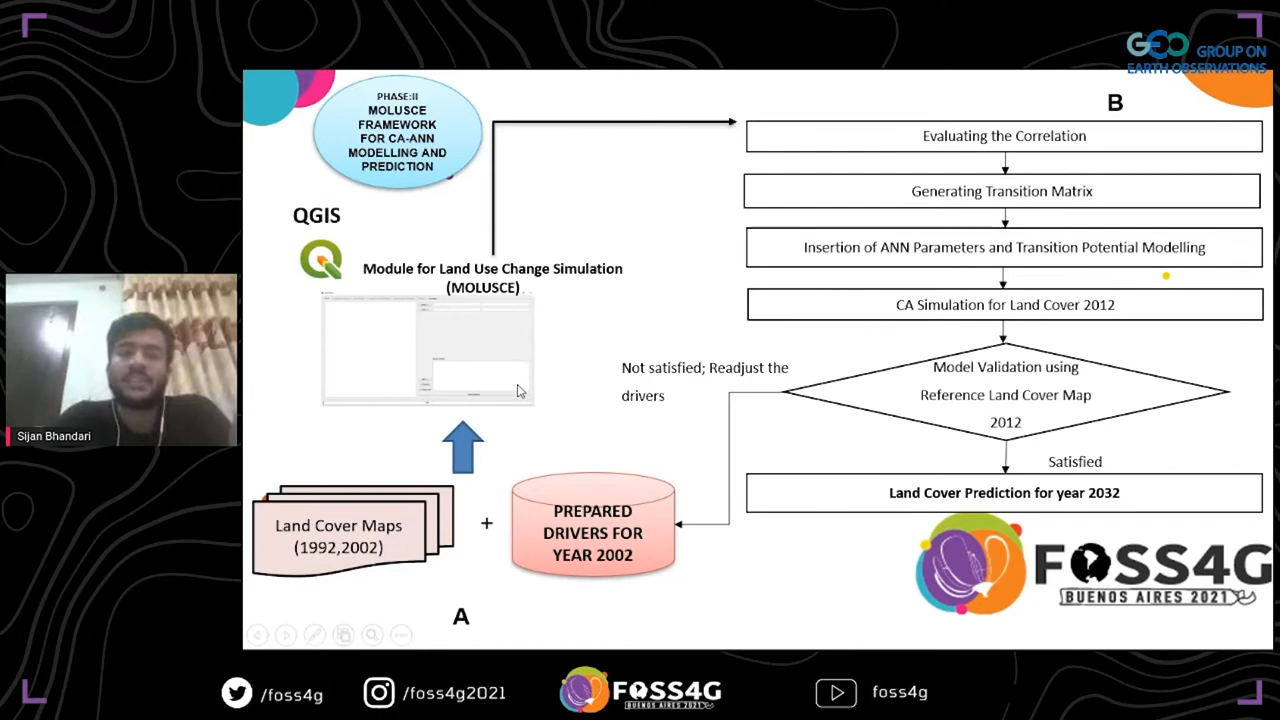 GEO GROUP ON
EARTH OBSERVATIONS
PHASE:II
MOLUSCE
FRAMEWORK
FOR CA-ANN
MODELLING AND
PREDICTION
B
Evaluating the Correlation
Generating Transition Matrix
QGIS
Insertion of ANN Parameters and Transition Potential Modelling
Module for Land Use Change Simulation
(MOLUSCE)
CA Simulation for Land Cover 2012
Not satisfied; Readjust the
drivers
Model Validation using
Reference Land Cover Map
2012
Sijan Bhandari
Satisfied
Land Cover Prediction for year 2032
Land Cover Maps
(1992,2002)
+
PREPARED
DRIVERS FOR
YEAR 2002
FOSS4G
BUENOS AIRES 2021
A
/foss4g
/foss4g2021
FOSS4G
BUENOS AIRES 2021
foss4g